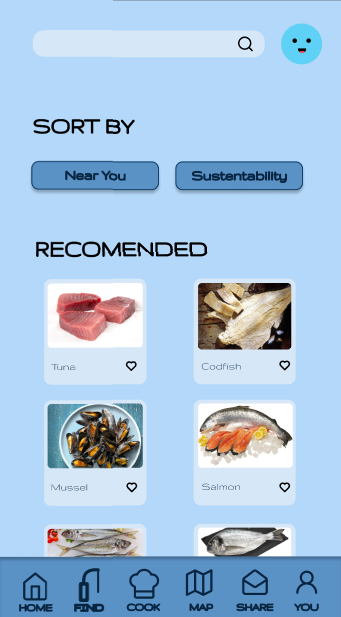 SORT BY
Near You Sustentability
RECOMENDED
Tuna Codfish
Mussel Salmon
HOME FIND COOK MAP SHARE YOU